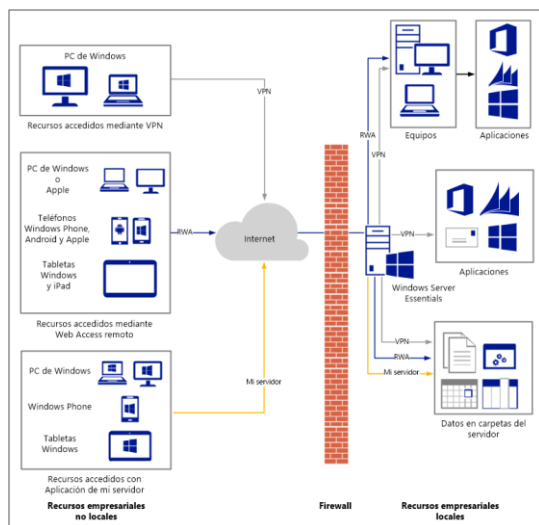 PC de Windows
Recursos accedidos mediante VPN
VPN
PC de Windows
o
Apple
Teléfonos
Windows Phone,
Android y Apple
Tabletas
Windows
y iPad
Recursos accedidos mediante
Web Access remoto
RWA
Internet
PC de Windows
Windows Phone
Tabletas
Windows
Recursos accedidos con
Aplicación de mi servidor
Mi servidor
Recursos empresariales
no locales
Firewall
RWA
VPN
Equipos
Aplicaciones
VPN
Windows Server
Essentials
Aplicaciones
VPN
RWA
Mi servidor
Datos en carpetas del
servidor
Recursos empresariales
locales